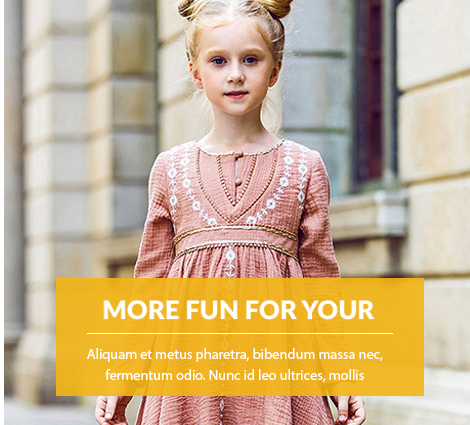 MORE FUN FOR YOUR
Aliquam et metus pharetra, bibendum massa nec,
fermentum odio. Nunc id leo ultrices, mollis